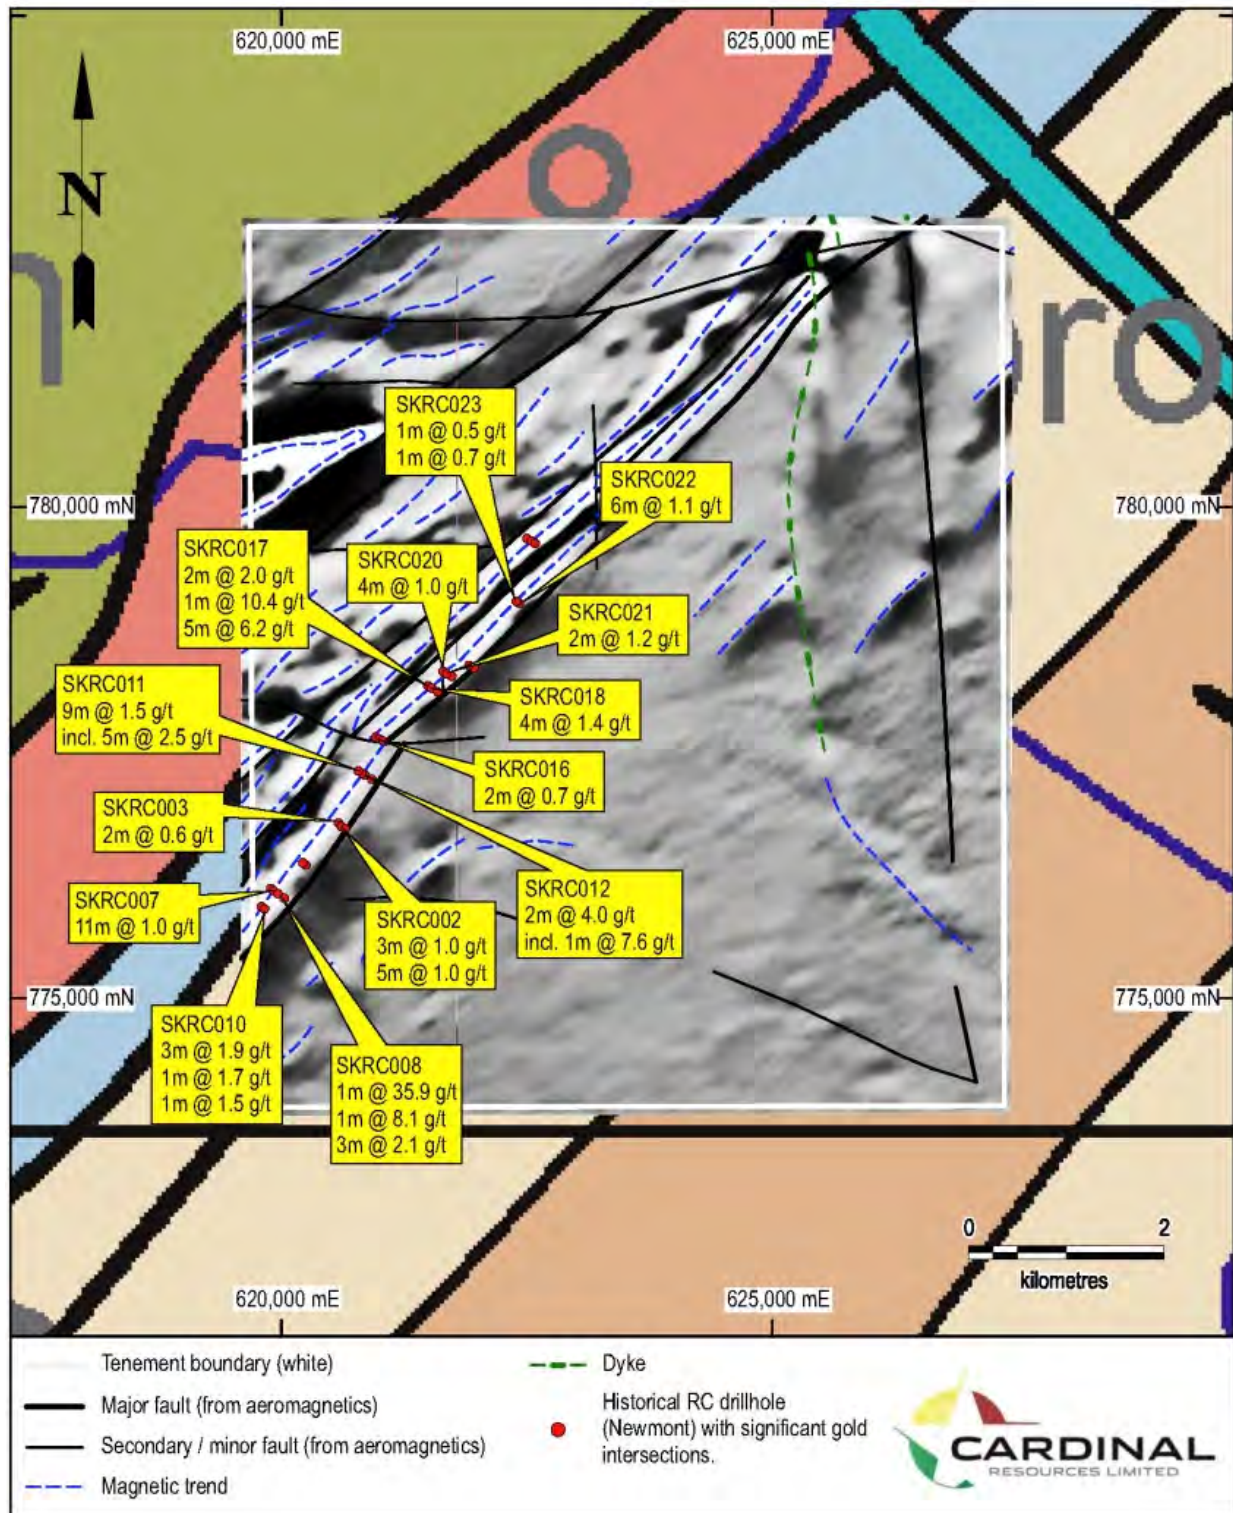 620,000 mE
625,000 mE
N
o
n
oro
SKRC023
1m @ 0.5 g/t
1m @ 0.7 g/t
SKRC022
6m @ 1.1 g/t
780,000 mN
780,000 mN
SKRC017
2m @ 2.0 g/t
1m @ 10.4 g/t
5m @ 6.2 g/t
SKRC020
4m @ 1.0 g/t
SKRC021
2m @ 1.2 g/t
SKRC011
9m @ 1.5 g/t
incl. 5m @ 2.5 g/t
SKRC018
4m @ 1.4 g/t
SKRC016
2m @ 0.7 g/t
SKRC003
2m @ 0.6 g/t
SKRC012
2m @ 4.0 g/t
incl. 1m @ 7.6 g/t
SKRC007
11m @ 1.0 g/t
SKRC002
3m @ 1.0 g/t
5m @ 1.0 g/t
775,000 mN
775,000 mN
SKRC010
3m @ 1.9 g/t
1m @ 1.7 g/t
1m @ 1.5 g/t
SKRC008
1m @ 35.9 g/t
1m @ 8.1 g/t
3m @ 2.1 g/t
0 2
kilometres
620,000 mE
625,000 mE
Tenement boundary (white)
Major fault (from aeromagnetics)
Secondary / minor fault (from aeromagnetics)
Magnetic trend
Dyke
Historical RC drillhole
(Newmont) with significant gold
intersections.
CARDINAL
RESOURCES LIMITED